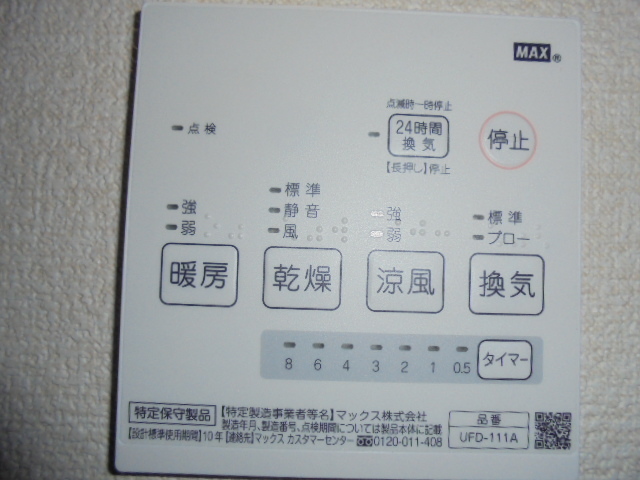 MAX®
点滅時一時停止
点検
24時間
換気
停止
【長押し】停止
標準
強
静音
強
標準
弱
風
弱
ブロー
暖房
乾燥
涼風
換気
8 6 4 3 2 1 0.5
タイマー
特定保守製品
【特定製造事業者等名】マックス株式会社
製造年月、製造番号、点検期間については製品本体に記載
【設計標準使用期間】10年【連絡先】マックス カスタマーセンター 0120-011-408
品番
UFD-111A